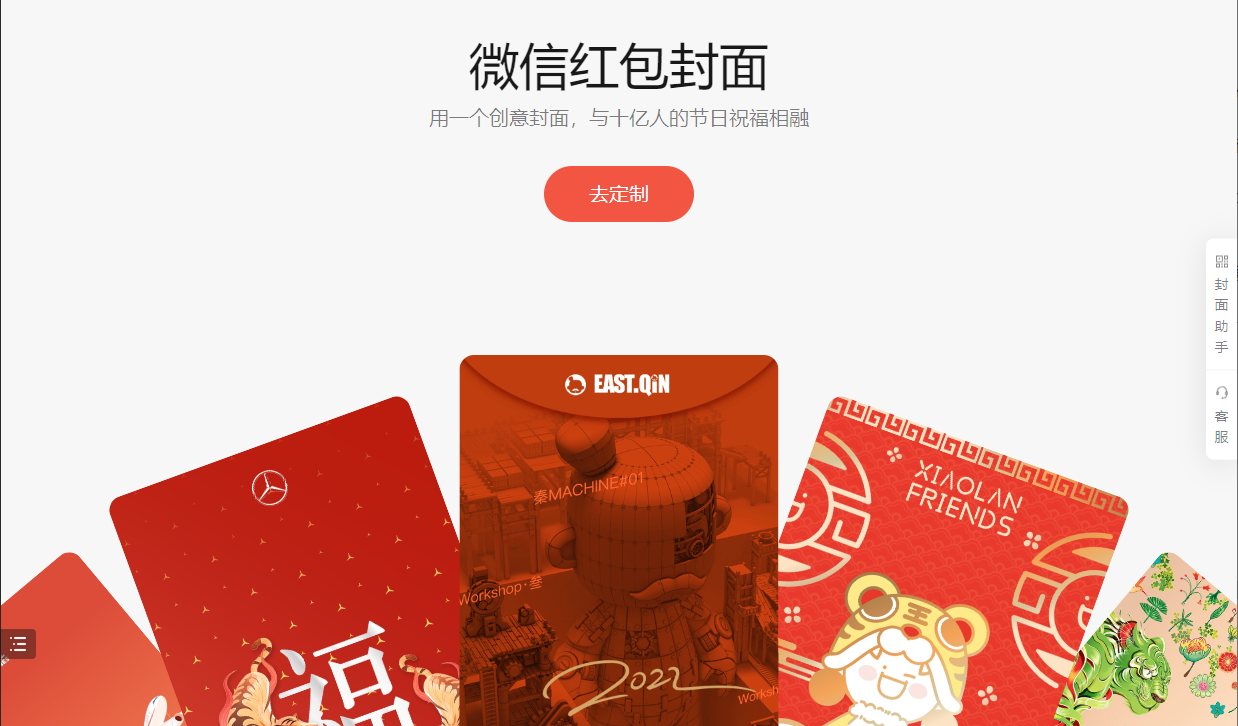 微信红包封面
用一个创意封面，与十亿人的节日祝福相融
去定制
封面助手
客服
EAST.QIN
秦MACHINE#01
Workshop·叁
2022
Worksh
福
XIAOLAN
FRIENDS
王